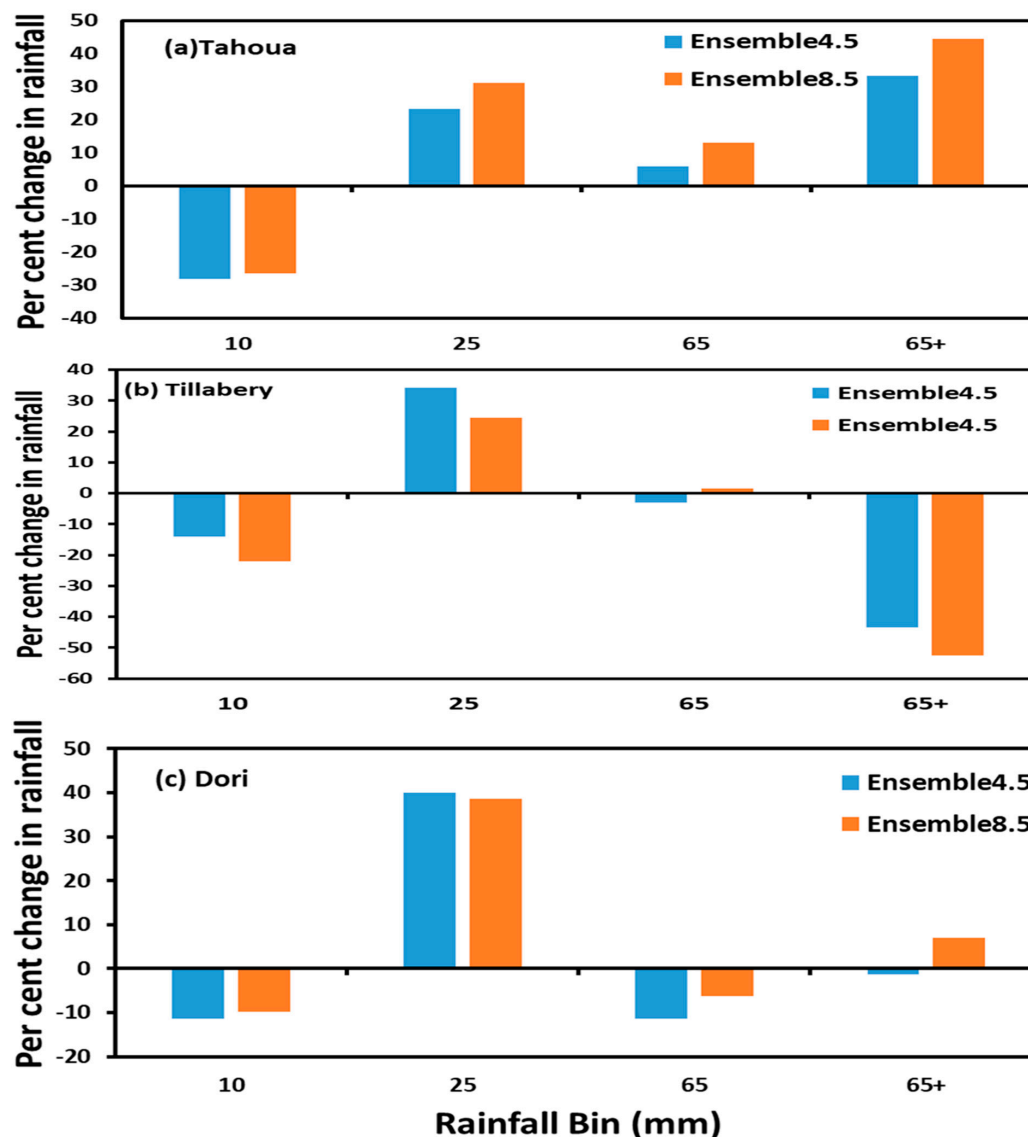 Per cent change in rainfall
50
40
30
20
10
0
-10
-20
-30
-40
(a)Tahoua
Ensemble4.5
Ensemble8.5
10 25 65 65+
Per cent change in rainfall
40
30
20
10
0
-10
-20
-30
-40
-50
-60
(b) Tillabery
Ensemble4.5
Ensemble4.5
10 25 65 65+
Per cent change in rainfall
50
40
30
20
10
0
-10
-20
(c) Dori
Ensemble4.5
Ensemble8.5
10 25 65 65+
Rainfall Bin (mm)